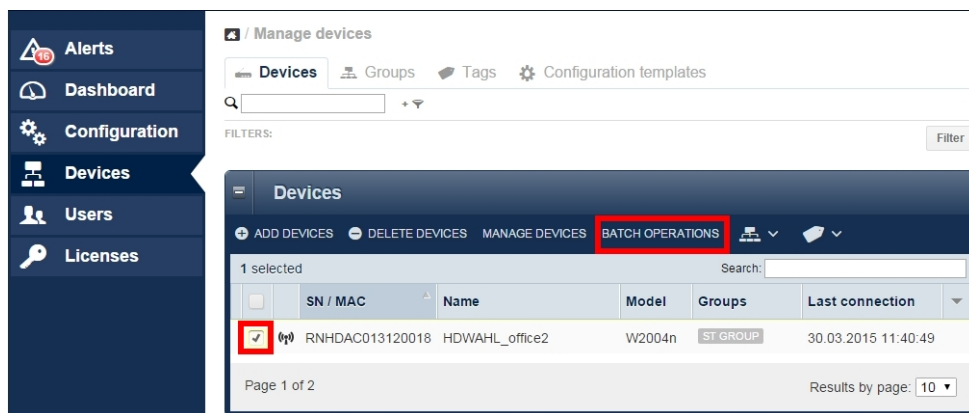 / Manage devices
16 Alerts
Dashboard
Configuration
Devices
Users
Licenses
Devices Groups Tags Configuration templates
FILTERS:
Filter
Devices
ADD DEVICES DELETE DEVICES MANAGE DEVICES BATCH OPERATIONS
1 selected Search:
SN / MAC Name Model Groups Last connection
RNHDAC013120018 HDWAHL_office2 W2004n ST GROUP 30.03.2015 11:40:49
Page 1 of 2 Results by page: 10